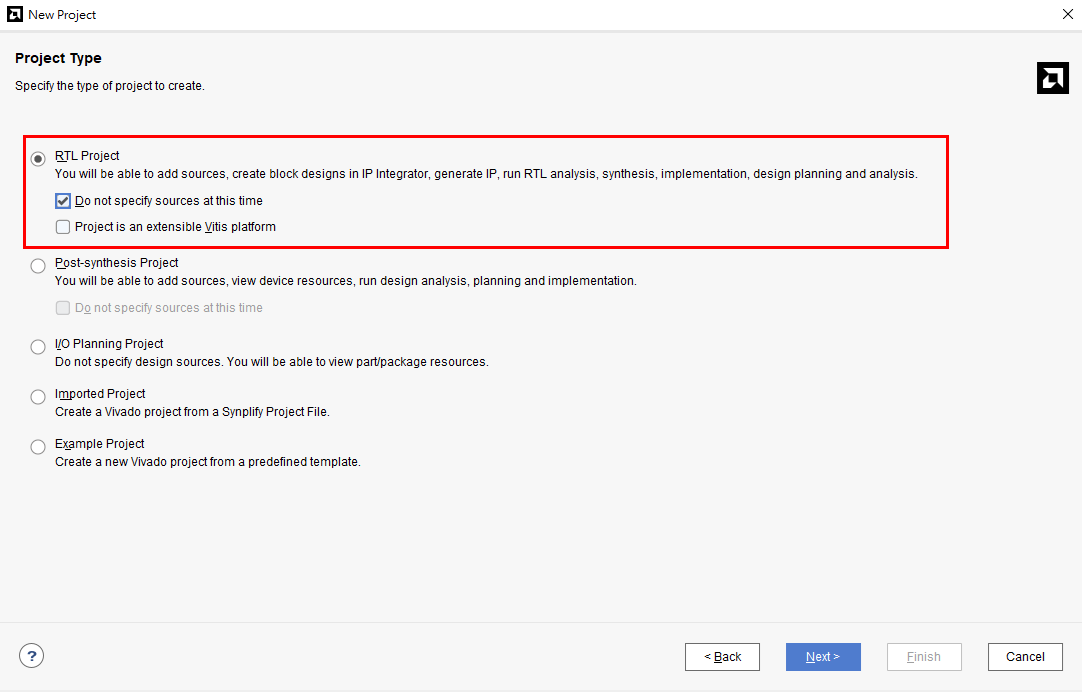 New Project
Project Type
Specify the type of project to create.
RTL Project
You will be able to add sources, create block designs in IP Integrator, generate IP, run RTL analysis, synthesis, implementation, design planning and analysis.
Do not specify sources at this time
Project is an extensible Vitis platform
Post-synthesis Project
You will be able to add sources, view device resources, run design analysis, planning and implementation.
Do not specify sources at this time
I/O Planning Project
Do not specify design sources. You will be able to view part/package resources.
Imported Project
Create a Vivado project from a Synplify Project File.
Example Project
Create a new Vivado project from a predefined template.
? < Back Next > Finish Cancel